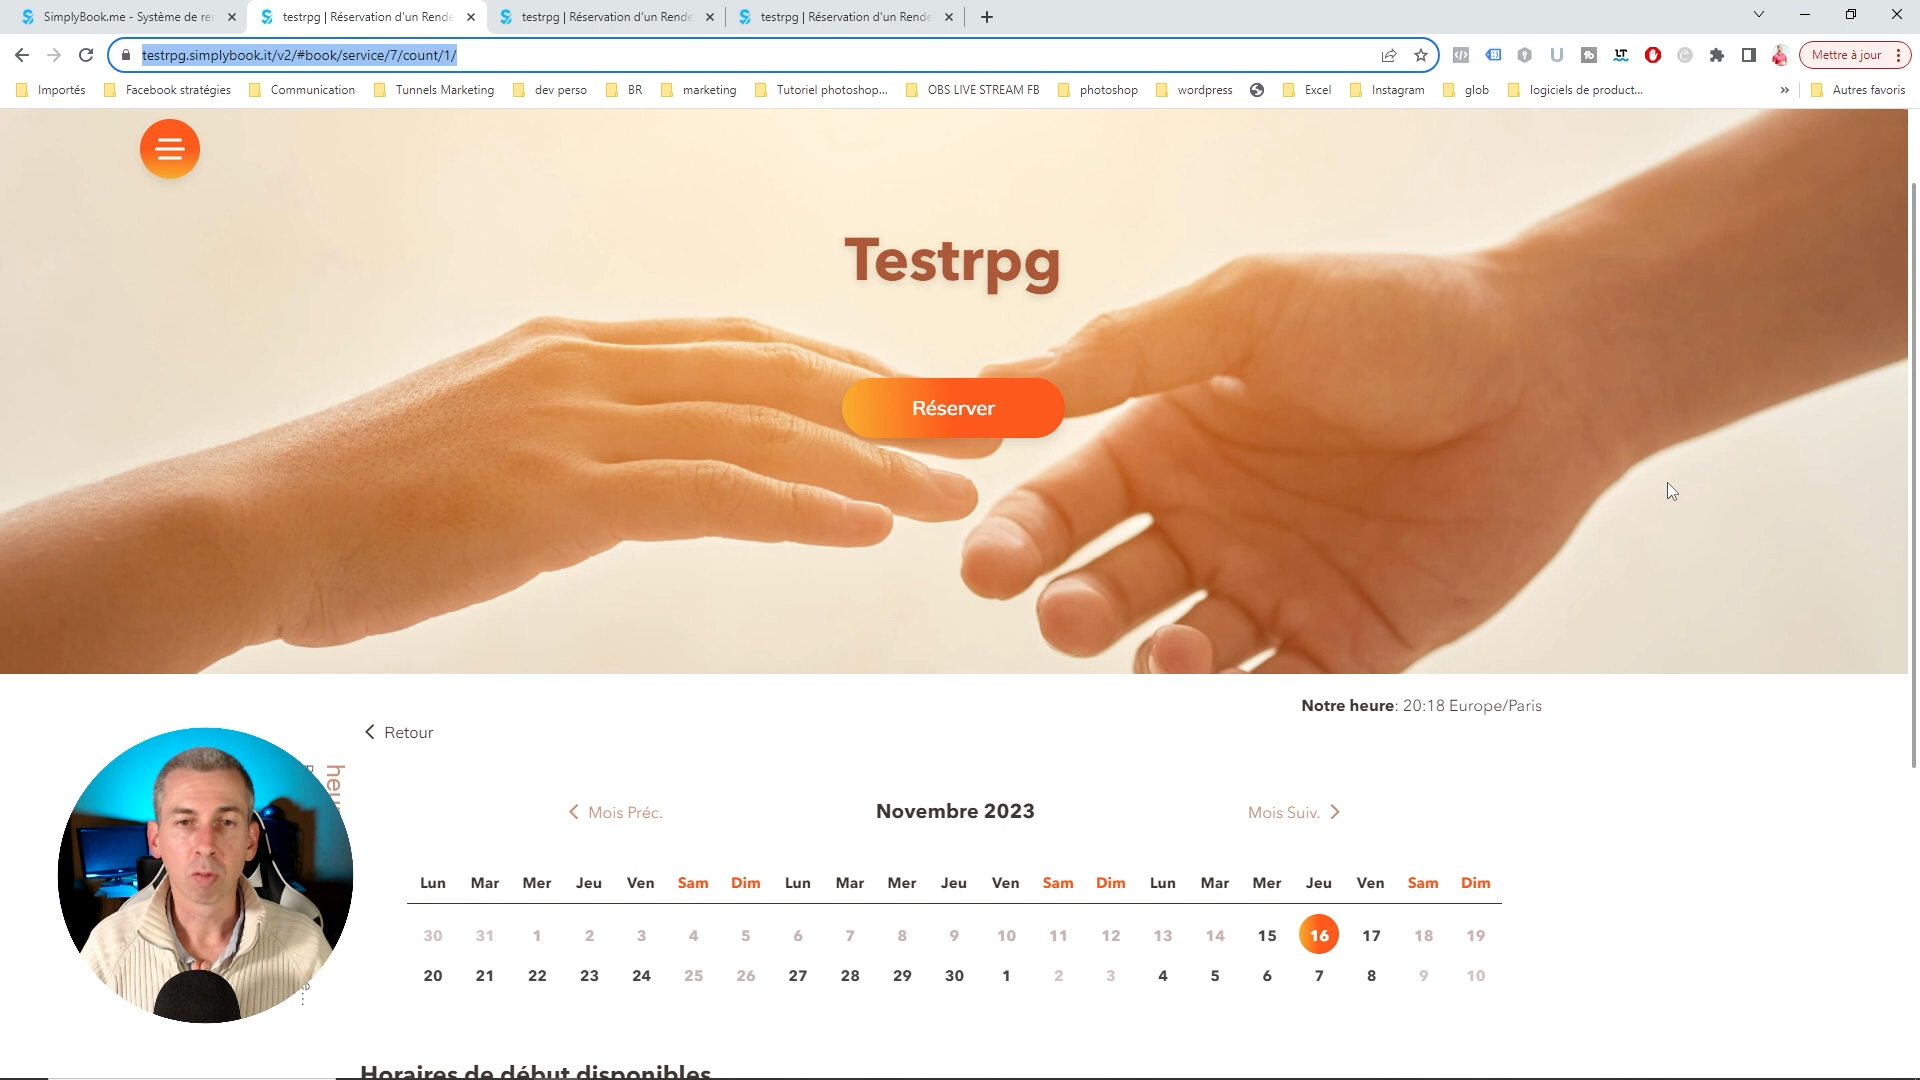 SimplyBook.me - Système de re
testrpg | Réservation d'un Rende
testrpg | Réservation d'un Rende
testrpg | Réservation d'un Rende
testrpg.simplybook.it/v2/#book/service/7/count/1/
Mettre à jour
Importés
Facebook stratégies
Communication
Tunnels Marketing
dev perso
BR
marketing
Tutoriel photoshop...
OBS LIVE STREAM FB
photoshop
wordpress
Excel
Instagram
glob
logiciels de product...
Autres favoris
Testrpg
Réserver
Notre heure: 20:18 Europe/Paris
Retour
Mois Préc.
Novembre 2023
Mois Suiv.
Lun Mar Mer Jeu Ven Sam Dim Lun Mar Mer Jeu Ven Sam Dim Lun Mar Mer Jeu Ven Sam Dim
30 31 1 2 3 4 5 6 7 8 9 10 11 12 13 14 15 16 17 18 19
20 21 22 23 24 25 26 27 28 29 30 1 2 3 4 5 6 7 8 9 10
Horaires de début disponibles